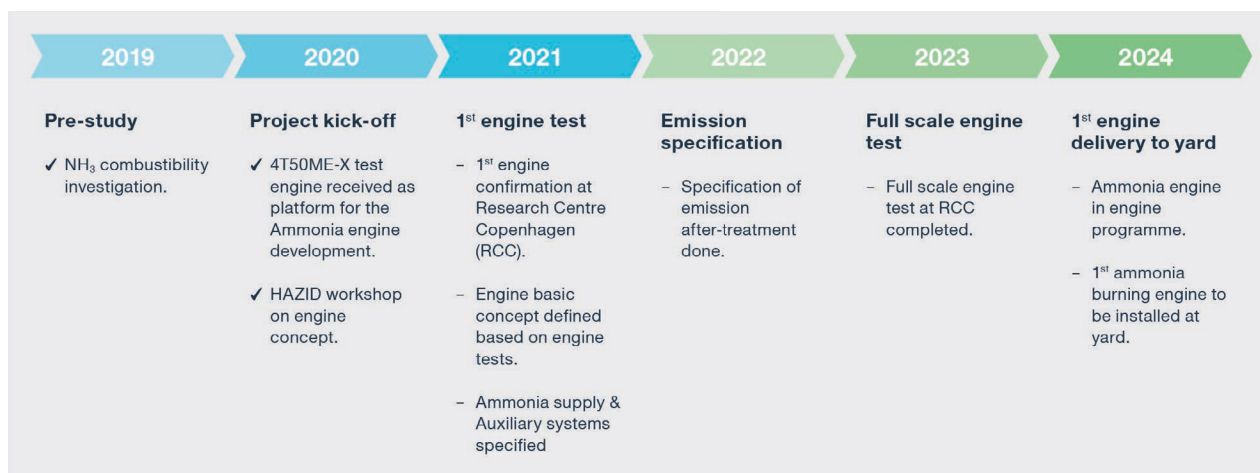 2019
2020
2021
2022
2023
2024
Pre-study
✓ NH₃ combustibility
investigation.
Project kick-off
✓ 4T50ME-X test
engine received as
platform for the
Ammonia engine
development.
✓ HAZID workshop
on engine
concept.
1ˢᵗ engine test
– 1ˢᵗ engine
confirmation at
Research Centre
Copenhagen
(RCC).
– Engine basic
concept defined
based on engine
tests.
– Ammonia supply &
Auxiliary systems
specified
Emission
specification
– Specification of
emission
after-treatment
done.
Full scale engine
test
– Full scale engine
test at RCC
completed.
1ˢᵗ engine
delivery to yard
– Ammonia engine
in engine
programme.
– 1ˢᵗ ammonia
burning engine to
be installed at
yard.